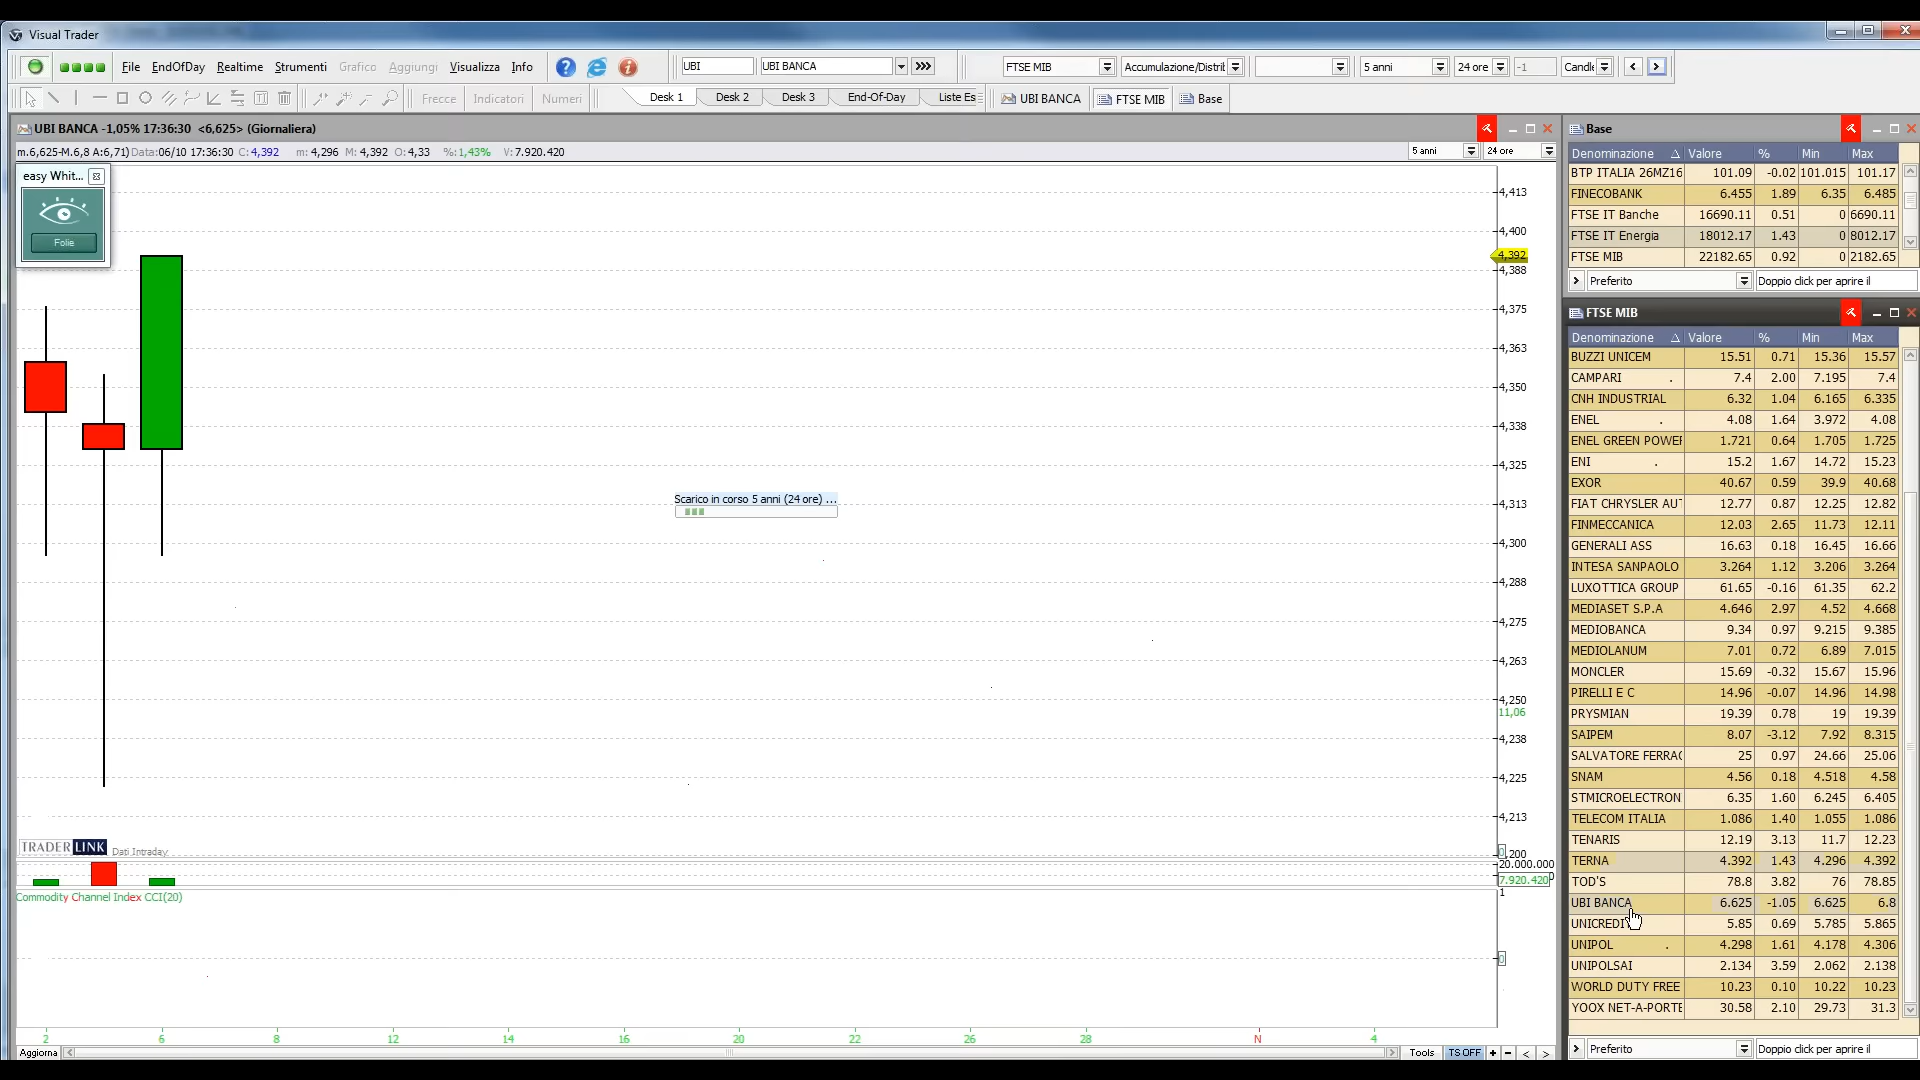 Visual Trader
File EndOfDay Realtime Strumenti Grafico Aggiungi Visualizza Info UBI UBI BANCA FTSE MIB Accumulazione/Distrib 5 anni 24 ore -1 Candle
Frecce Indicatori Numeri Desk 1 Desk 2 Desk 3 End-Of-Day Liste Es UBI BANCA FTSE MIB Base
UBI BANCA -1,05% 17:36:30 <6,625> (Giornaliera)
m.6,625-M.6,8 A:6,71) Data:06/10 17:36:30 C: 4,392 m: 4,296 M: 4,392 O: 4,33 %: 1,43% V: 7.920.420 5 anni 24 ore
easy Whit...
Folie
4,413
4,400
4,392
4,388
4,375
4,363
4,350
4,338
4,325
Scarico in corso 5 anni (24 ore) ...
4,313
4,300
4,288
4,275
4,263
4,250
11,06
4,238
4,225
4,213
TRADER LINK Dati Intraday
20.000.000
7.920.420
Commodity Channel Index CCI(20)
1
0
2 6 8 12 14 16 20 22 26 28 N 4
Aggiorna Tools TS OFF + - < >
Base
Denominazione Valore % Min Max
BTP ITALIA 26MZ16 101.09 -0.02 101.015 101.17
FINECOBANK 6.455 1.89 6.35 6.485
FTSE IT Banche 16690.11 0.51 0 6690.11
FTSE IT Energia 18012.17 1.43 0 8012.17
FTSE MIB 22182.65 0.92 0 2182.65
Preferito Doppio click per aprire il
FTSE MIB
Denominazione Valore % Min Max
BUZZI UNICEM 15.51 0.71 15.36 15.57
CAMPARI . 7.4 2.00 7.195 7.4
CNH INDUSTRIAL 6.32 1.04 6.165 6.335
ENEL . 4.08 1.64 3.972 4.08
ENEL GREEN POWER 1.721 0.64 1.705 1.725
ENI . 15.2 1.67 14.72 15.23
EXOR 40.67 0.59 39.9 40.68
FIAT CHRYSLER AUT 12.77 0.87 12.25 12.82
FINMECCANICA 12.03 2.65 11.73 12.11
GENERALI ASS 16.63 0.18 16.45 16.66
INTESA SANPAOLO 3.264 1.12 3.206 3.264
LUXOTTICA GROUP 61.65 -0.16 61.35 62.2
MEDIASET S.P.A 4.646 2.97 4.52 4.668
MEDIOBANCA 9.34 0.97 9.215 9.385
MEDIOLANUM 7.01 0.72 6.89 7.015
MONCLER 15.69 -0.32 15.67 15.96
PIRELLI E C 14.96 -0.07 14.96 14.98
PRYSMIAN 19.39 0.78 19 19.39
SAIPEM 8.07 -3.12 7.92 8.315
SALVATORE FERRAG 25 0.97 24.66 25.06
SNAM 4.56 0.18 4.518 4.58
STMICROELECTRON 6.35 1.60 6.245 6.405
TELECOM ITALIA 1.086 1.40 1.055 1.086
TENARIS 12.19 3.13 11.7 12.23
TERNA 4.392 1.43 4.296 4.392
TOD'S 78.8 3.82 76 78.85
UBI BANCA 6.625 -1.05 6.625 6.8
UNICREDIT 5.85 0.69 5.785 5.865
UNIPOL . 4.298 1.61 4.178 4.306
UNIPOLSAI 2.134 3.59 2.062 2.138
WORLD DUTY FREE 10.23 0.10 10.22 10.23
YOOX NET-A-PORTE 30.58 2.10 29.73 31.3
Preferito Doppio click per aprire il